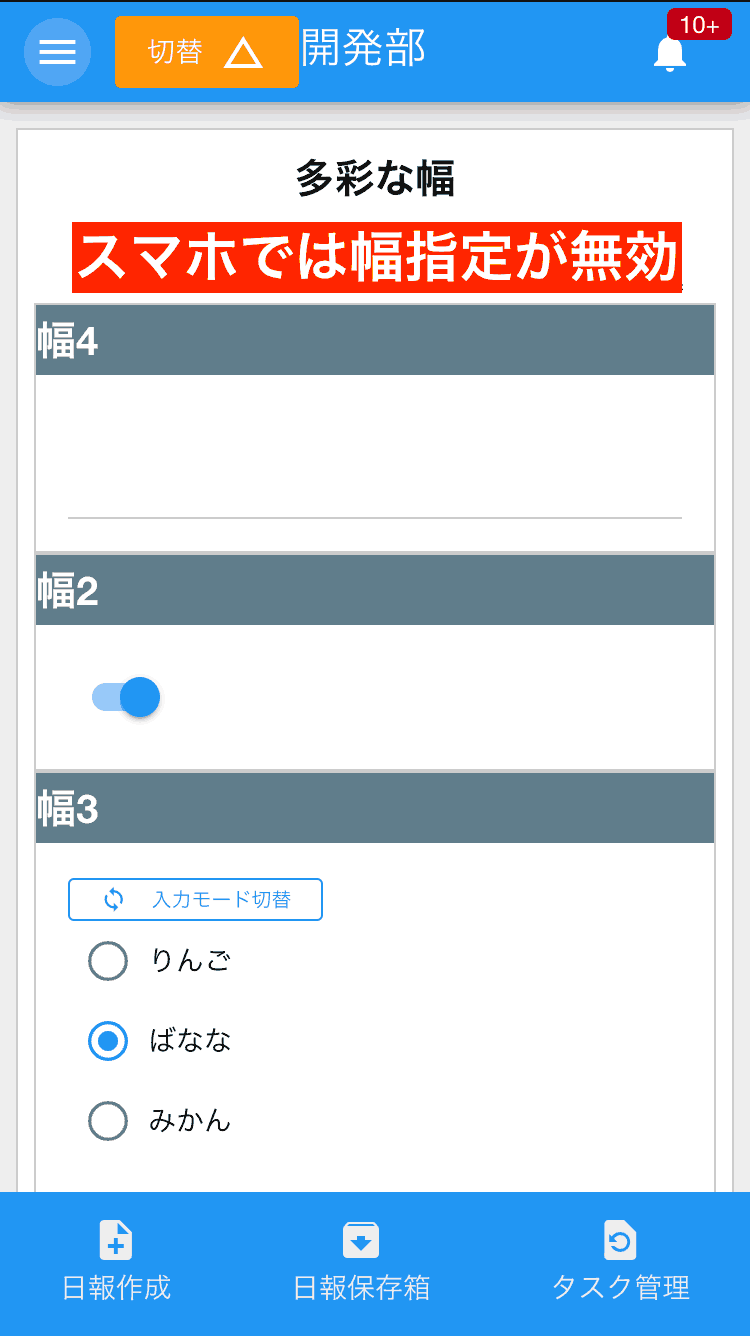 切替
開発部
10+
多彩な幅
スマホでは幅指定が無効
幅4
幅2
幅3
入力モード切替
りんご
ばなな
みかん
日報作成
日報保存箱
タスク管理